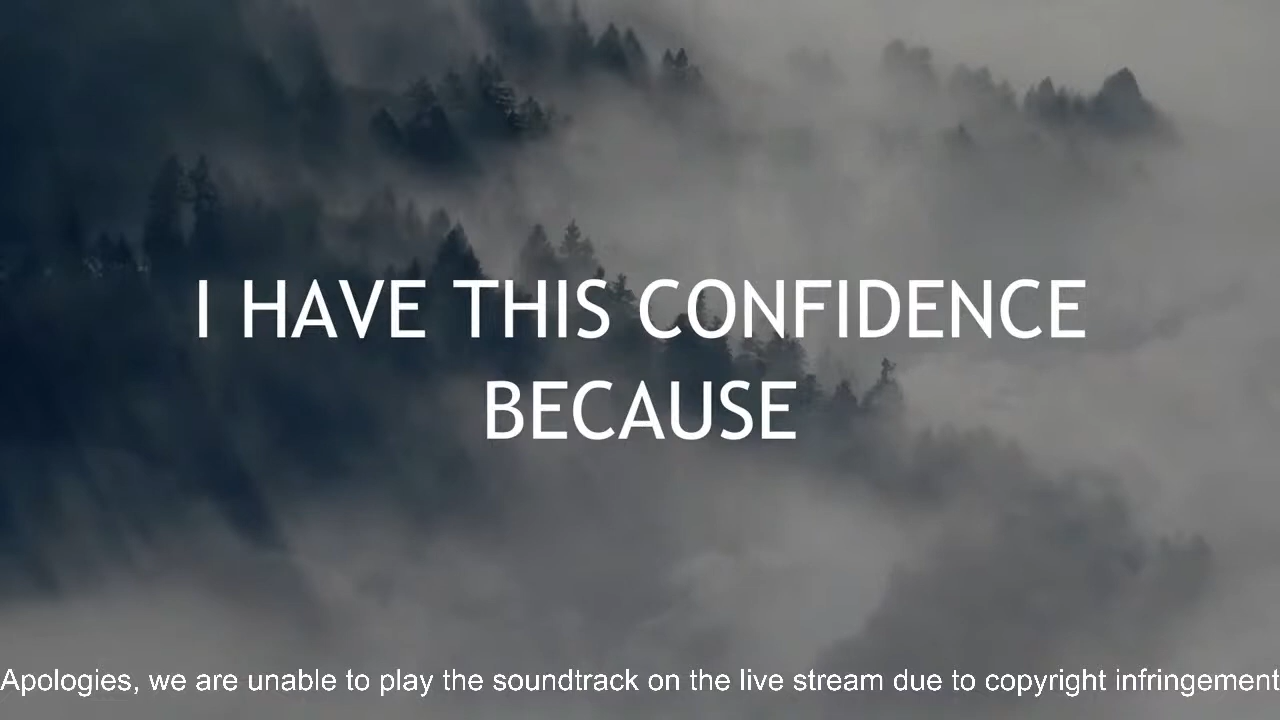 I HAVE THIS CONFIDENCE
BECAUSE
Apologies, we are unable to play the soundtrack on the live stream due to copyright infringement